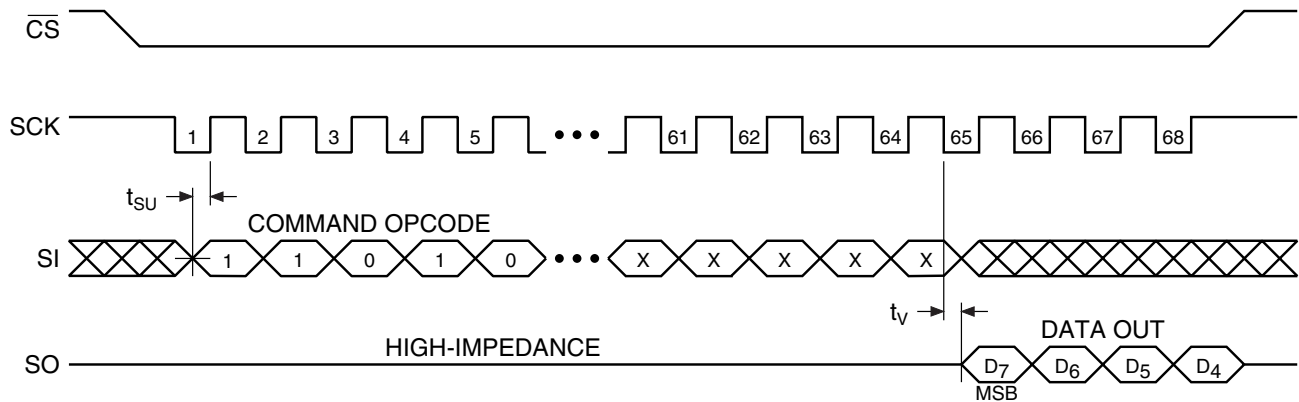 CS
SCK 1 2 3 4 5 ••• 61 62 63 64 65 66 67 68
tSU
COMMAND OPCODE
SI 1 1 0 1 0 ••• X X X X X
tV
DATA OUT
HIGH-IMPEDANCE
SO D7 D6 D5 D4
MSB